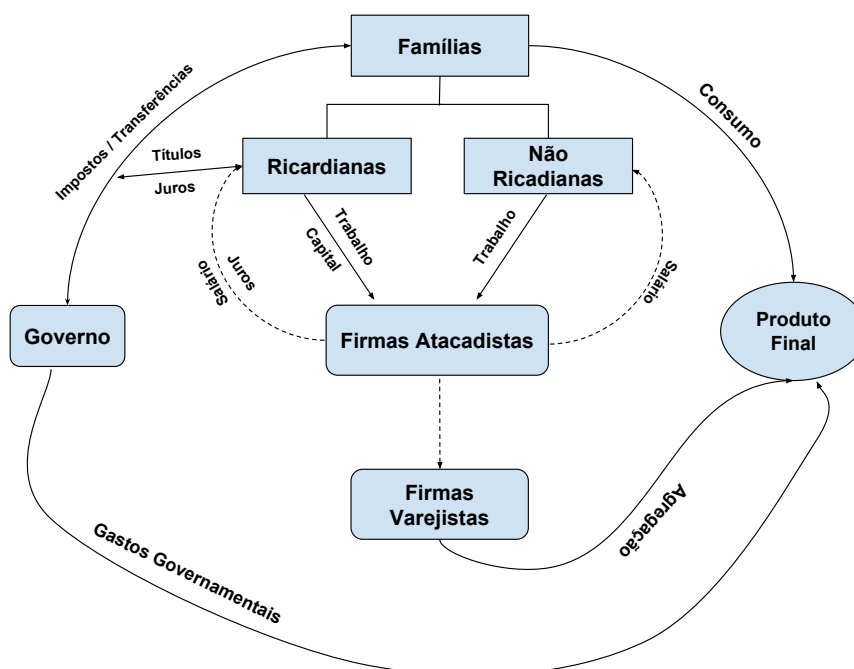 Famílias
Impostos / Transferências
Consumo
Títulos
Juros
Ricardianas
Não
Ricadianas
Trabalho
Capital
Trabalho
Juros
Salário
Salário
Governo
Firmas Atacadistas
Produto
Final
Firmas
Varejistas
Agregação
Gastos Governamentais